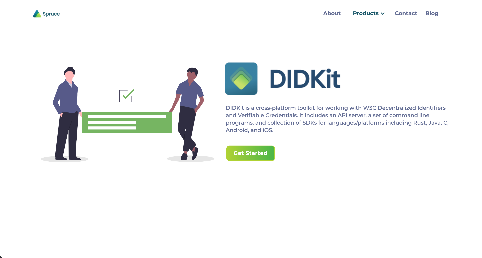 Spruce
About
Products
Contact
Blog
DIDKit
DIDKit is a cross-platform toolkit for working with W3C Decentralized Identifiers
and Verifiable Credentials. It includes an API server, a set of command line
programs, and collection of SDKs for languages/platforms including Rust, Java, C,
Android, and iOS.
Get Started